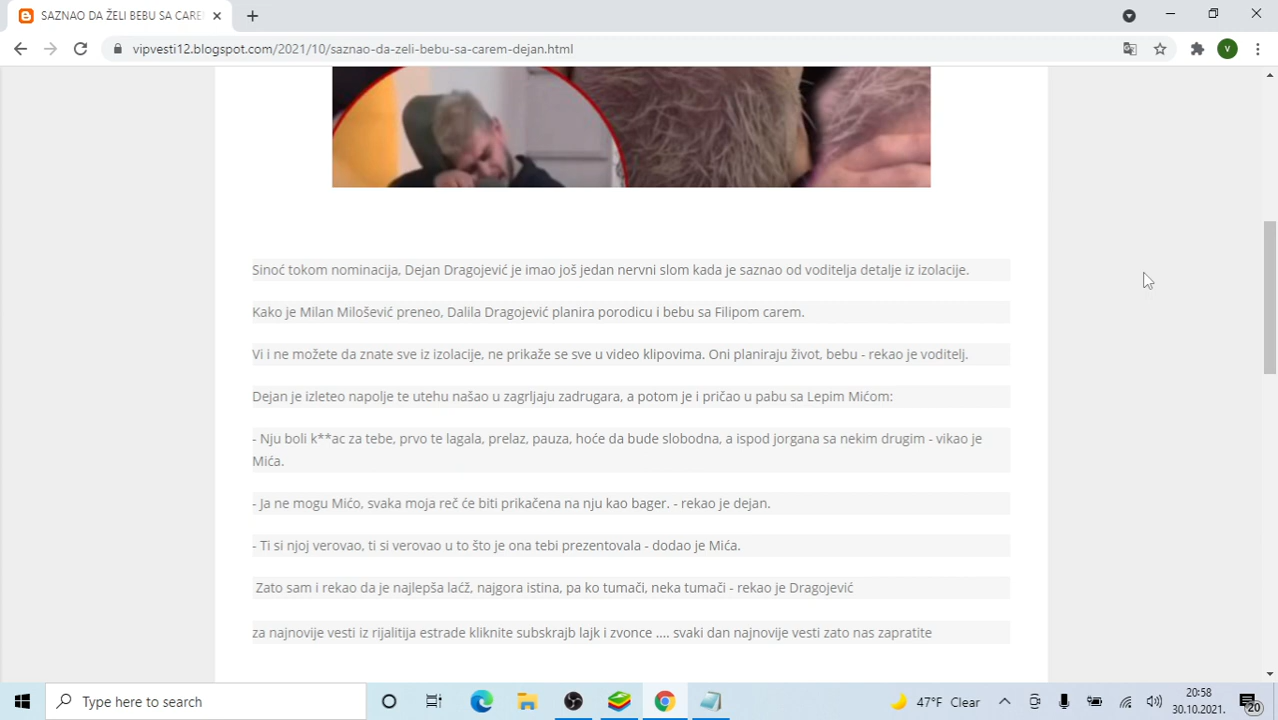 SAZNAO DA ŽELI BEBU SA CARE
vipvesti12.blogspot.com/2021/10/saznao-da-zeli-bebu-sa-carem-dejan.html
V
Sinoć tokom nominacija, Dejan Dragojević je imao još jedan nervni slom kada je saznao od voditelja detalje iz izolacije.
Kako je Milan Milošević preneo, Dalila Dragojević planira porodicu i bebu sa Filipom carem.
Vi i ne možete da znate sve iz izolacije, ne prikaže se sve u video klipovima. Oni planiraju život, bebu - rekao je voditelj.
Dejan je izleteo napolje te utehu našao u zagrljaju zadrugara, a potom je i pričao u pabu sa Lepim Mićom:
- Nju boli k**ac za tebe, prvo te lagala, prelaz, pauza, hoće da bude slobodna, a ispod jorgana sa nekim drugim - vikao je
Mića.
- Ja ne mogu Mićo, svaka moja reč će biti prikačena na nju kao bager. - rekao je dejan.
- Ti si njoj verovao, ti si verovao u to što je ona tebi prezentovala - dodao je Mića.
Zato sam i rekao da je najlepša laćž, najgora istina, pa ko tumači, neka tumači - rekao je Dragojević
za najnovije vesti iz rijalitija estrade kliknite subskrajb lajk i zvonce .... svaki dan najnovije vesti zato nas zapratite
Type here to search
47°F Clear
20:58
30.10.2021.
20